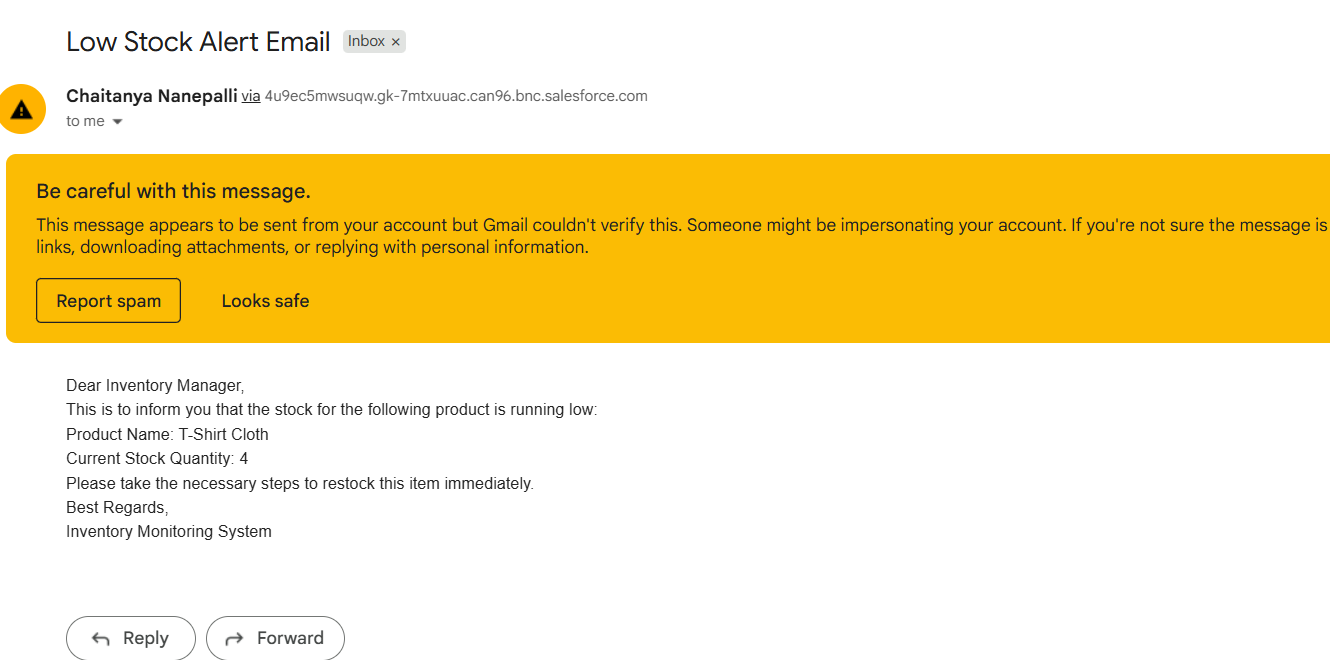 Low Stock Alert Email Inbox ×
Chaitanya Nanepalli via 4u9ec5mwsuqw.gk-7mtxuuac.can96.bnc.salesforce.com
to me
Be careful with this message.
This message appears to be sent from your account but Gmail couldn't verify this. Someone might be impersonating your account. If you're not sure the message is
links, downloading attachments, or replying with personal information.
Report spam Looks safe
Dear Inventory Manager,
This is to inform you that the stock for the following product is running low:
Product Name: T-Shirt Cloth
Current Stock Quantity: 4
Please take the necessary steps to restock this item immediately.
Best Regards,
Inventory Monitoring System
Reply Forward